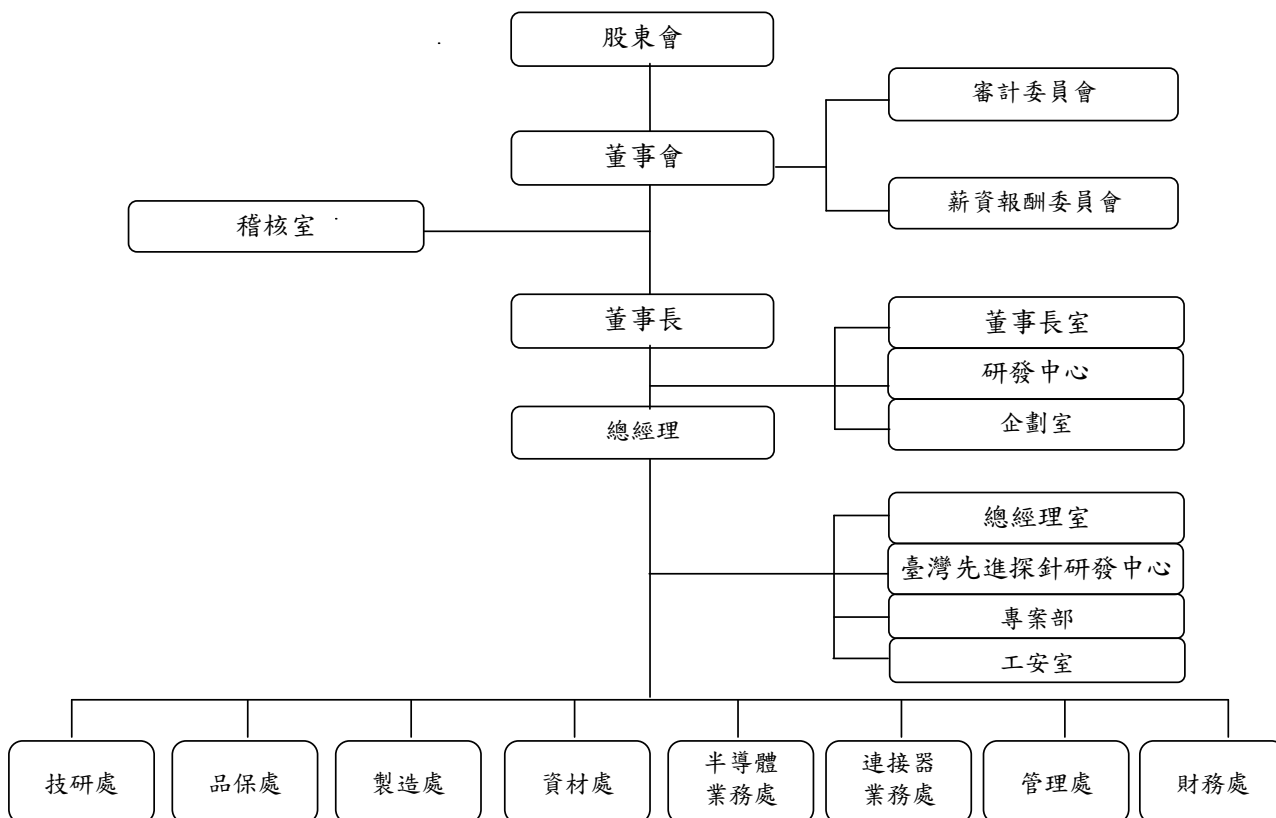 股東會
審計委員會
董事會
薪資報酬委員會
稽核室
董事長
董事長室
研發中心
企劃室
總經理
總經理室
臺灣先進探針研發中心
專案部
工安室
技研處
品保處
製造處
資材處
半導體
業務處
連接器
業務處
管理處
財務處